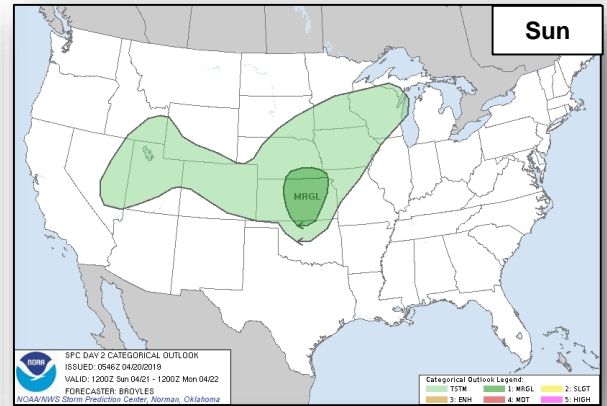 Sun
MRGL
NOAA
SPC DAY 2 CATEGORICAL OUTLOOK
ISSUED: 0546Z 04/20/2019
VALID: 1200Z Sun 04/21 - 1200Z Mon 04/22
FORECASTER: BROYLES
NOAA/NWS Storm Prediction Center, Norman, Oklahoma
Categorical Outlook Legend:
TSTM 1: MRGL 2: SLGT
3: ENH 4: MDT 5: HIGH